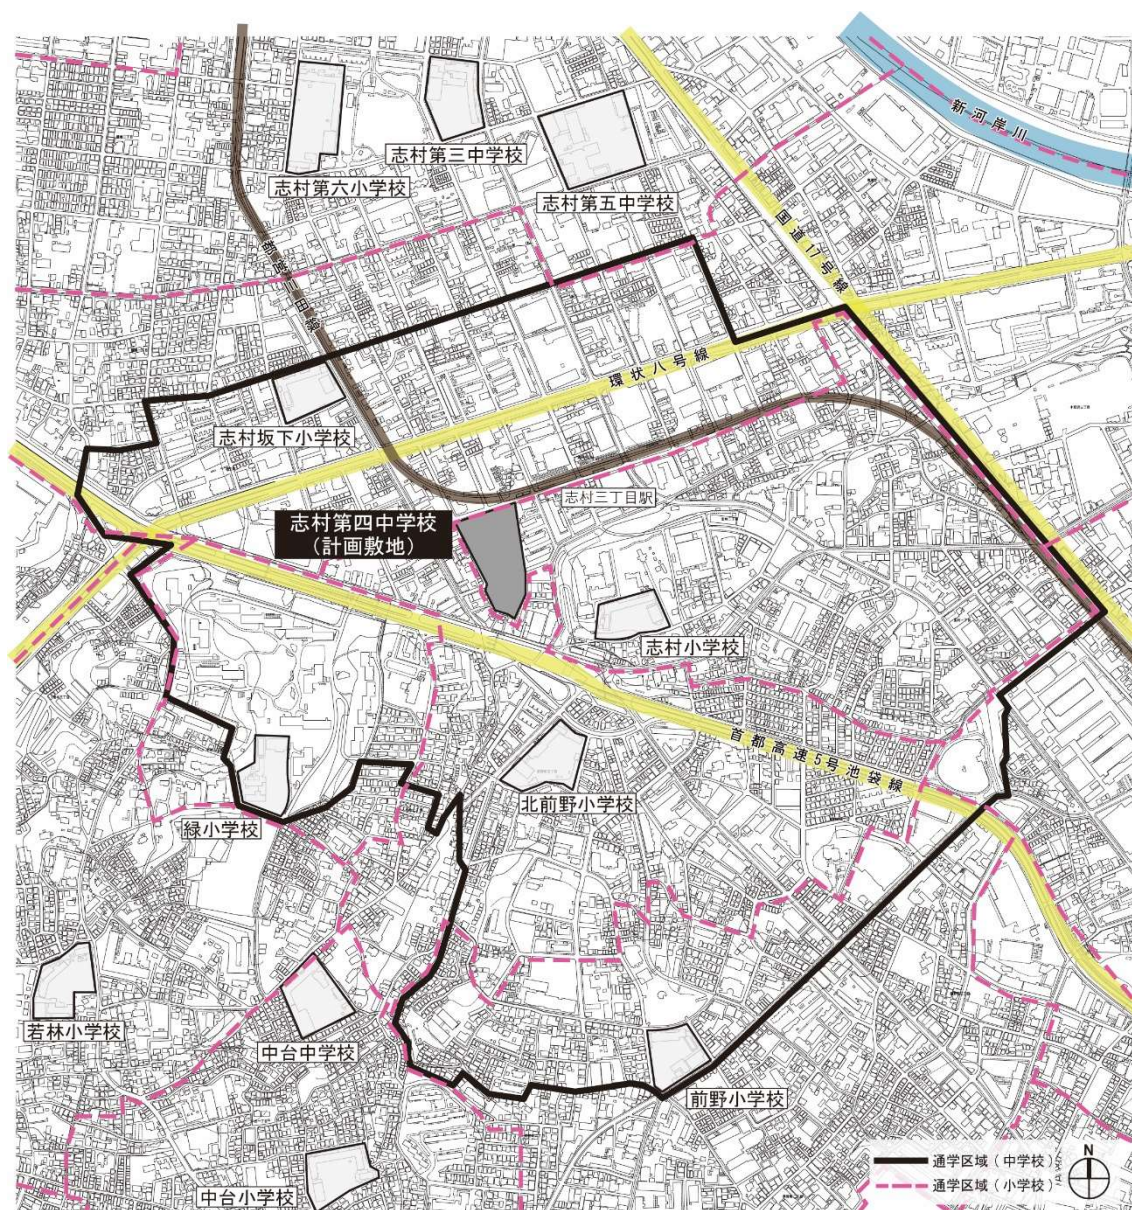 新河岸川
志村第三中学校
志村第六小学校
志村第五中学校
国道17号線
都営三田線
環状八号線
志村坂下小学校
志村三丁目駅
志村第四中学校
(計画敷地)
志村小学校
首都高速5号池袋線
北前野小学校
緑小学校
若林小学校
中台中学校
前野小学校
中台小学校
通学区域(中学校)
通学区域(小学校)
N